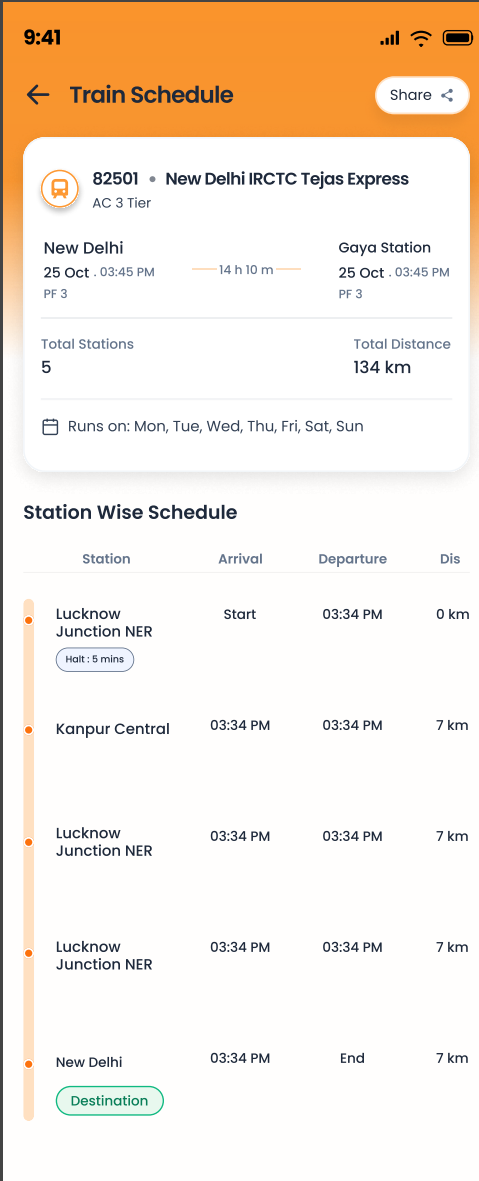 9:41
Train Schedule
Share
82501 • New Delhi IRCTC Tejas Express
AC 3 Tier
New Delhi
25 Oct . 03:45 PM
PF 3
14 h 10 m
Gaya Station
25 Oct . 03:45 PM
PF 3
Total Stations
5
Total Distance
134 km
Runs on: Mon, Tue, Wed, Thu, Fri, Sat, Sun
Station Wise Schedule
Station Arrival Departure Dis
Lucknow
Junction NER
Start 03:34 PM 0 km
Halt : 5 mins
Kanpur Central 03:34 PM 03:34 PM 7 km
Lucknow
Junction NER
03:34 PM 03:34 PM 7 km
Lucknow
Junction NER
03:34 PM 03:34 PM 7 km
New Delhi 03:34 PM End 7 km
Destination